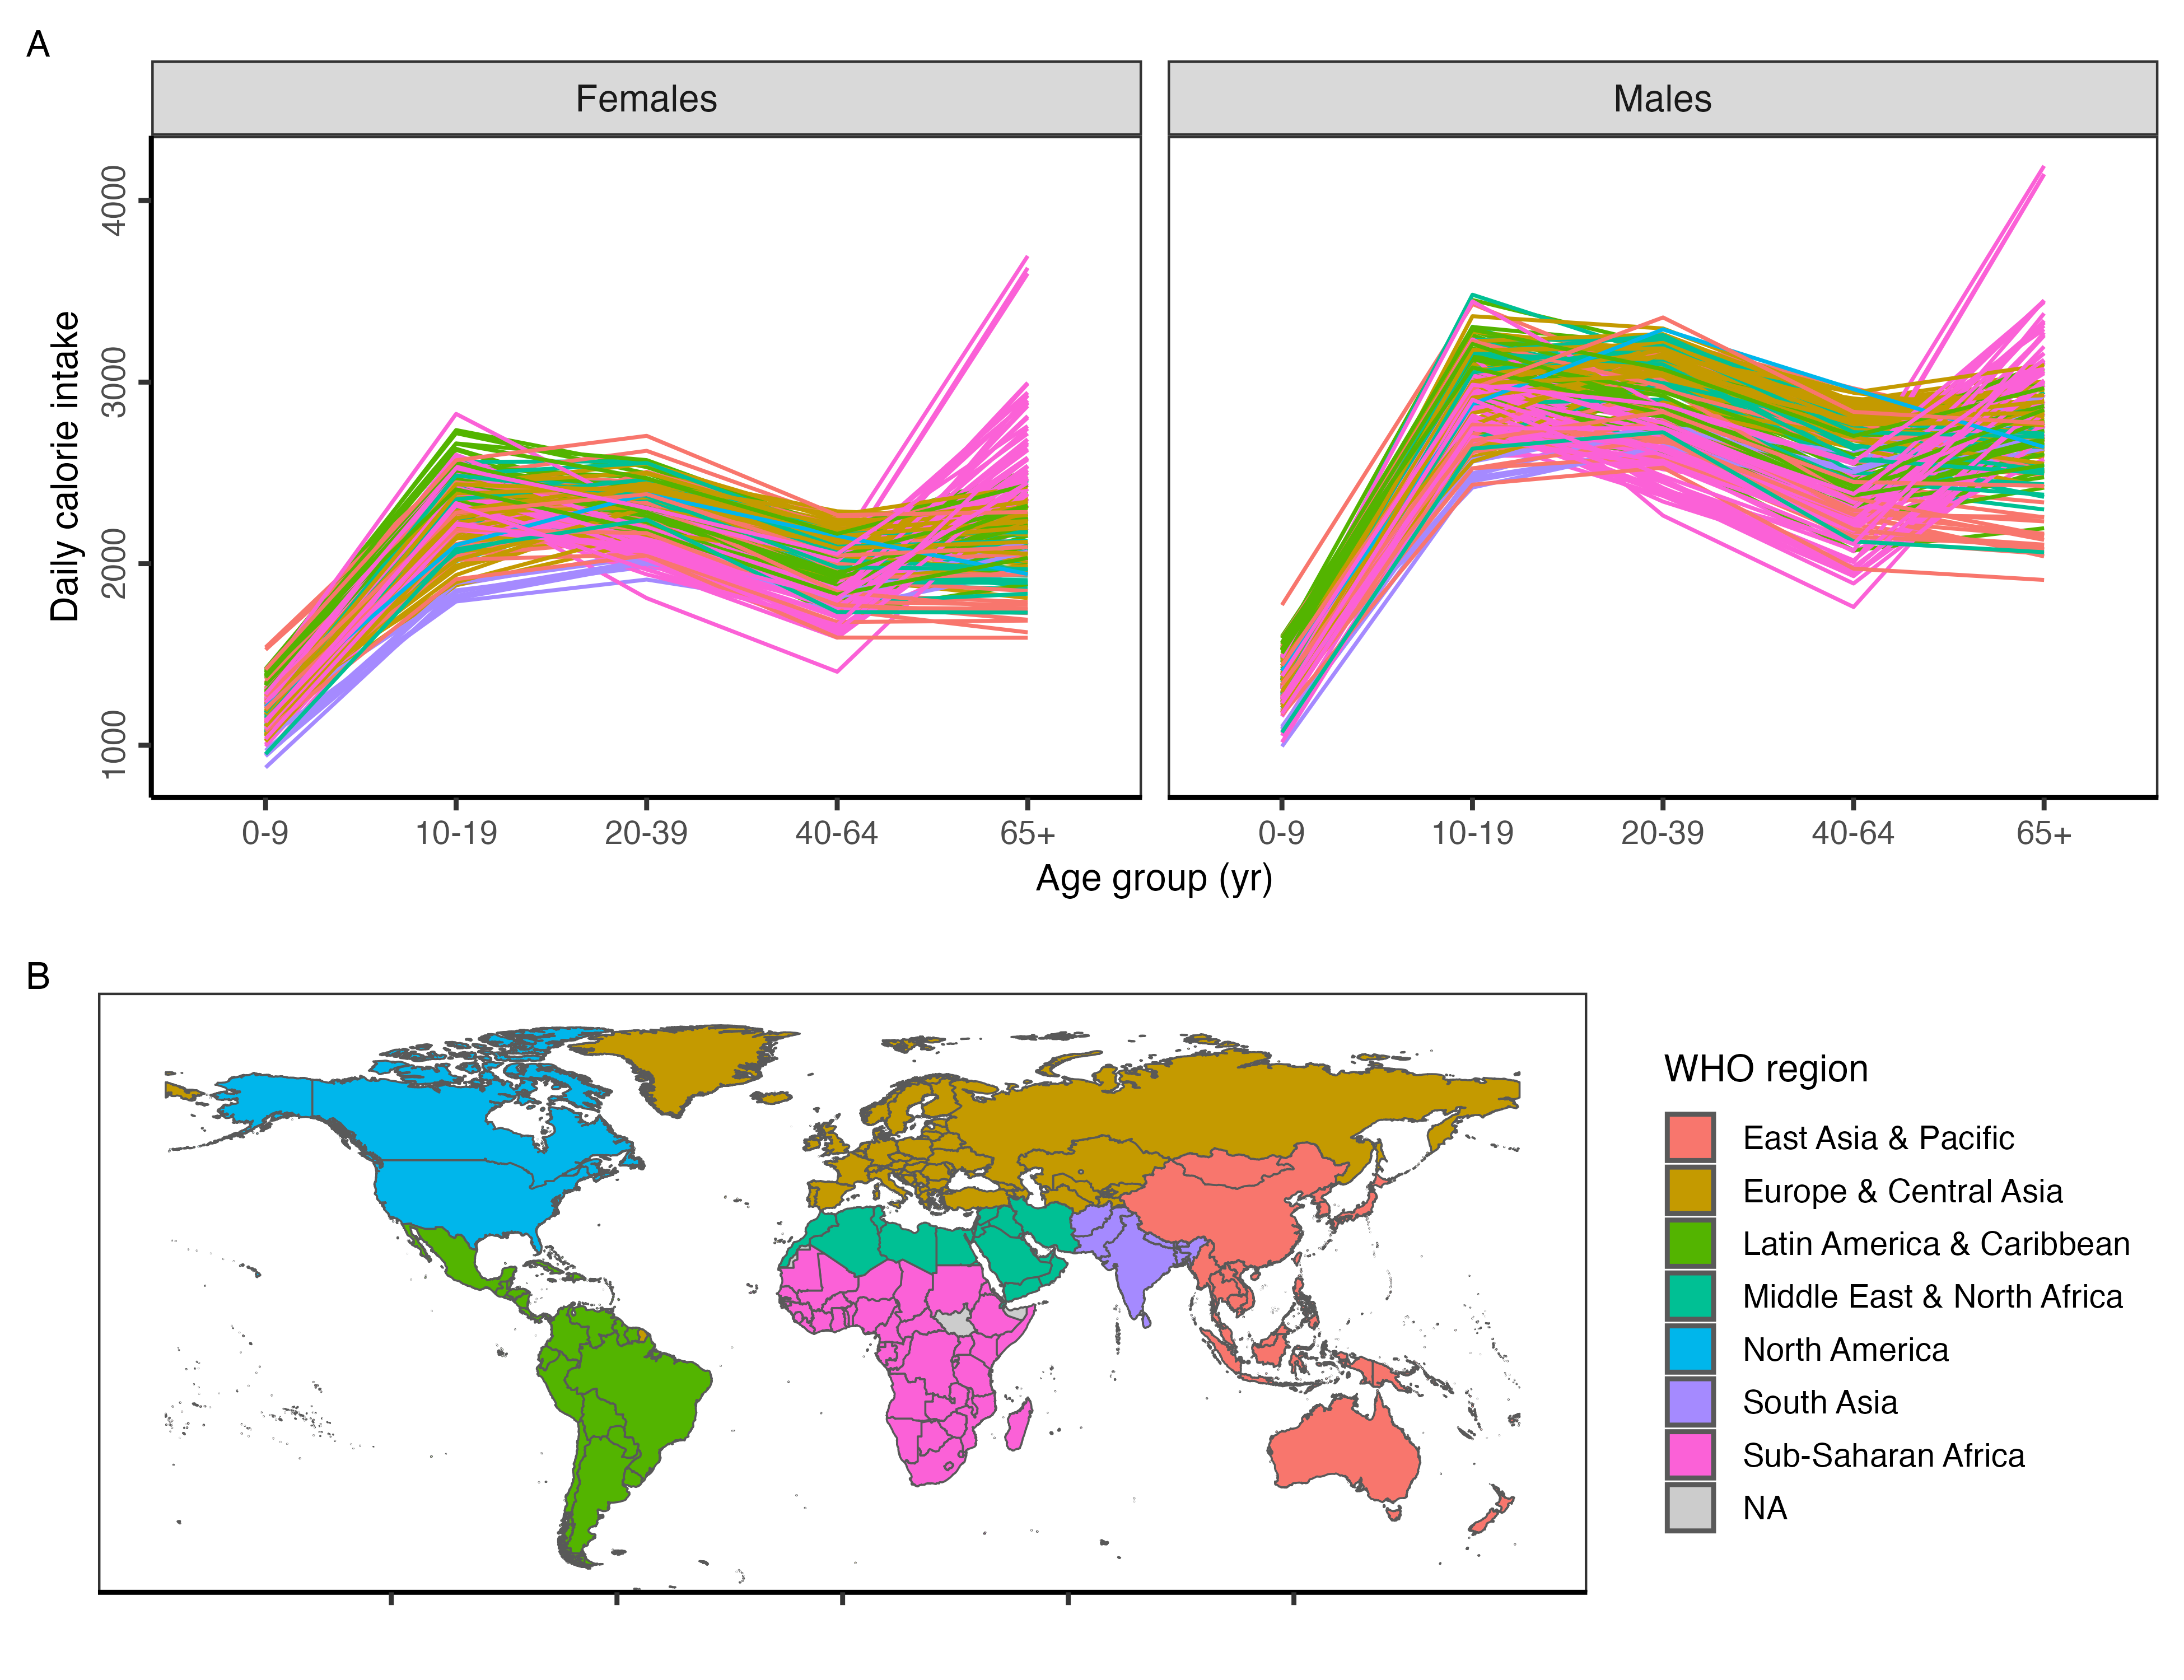 A
Females
Males
Daily calorie intake
4000
3000
2000
1000
0-9
10-19
20-39
40-64
65+
0-9
10-19
20-39
40-64
65+
Age group (yr)
B
WHO region
East Asia & Pacific
Europe & Central Asia
Latin America & Caribbean
Middle East & North Africa
North America
South Asia
Sub-Saharan Africa
NA